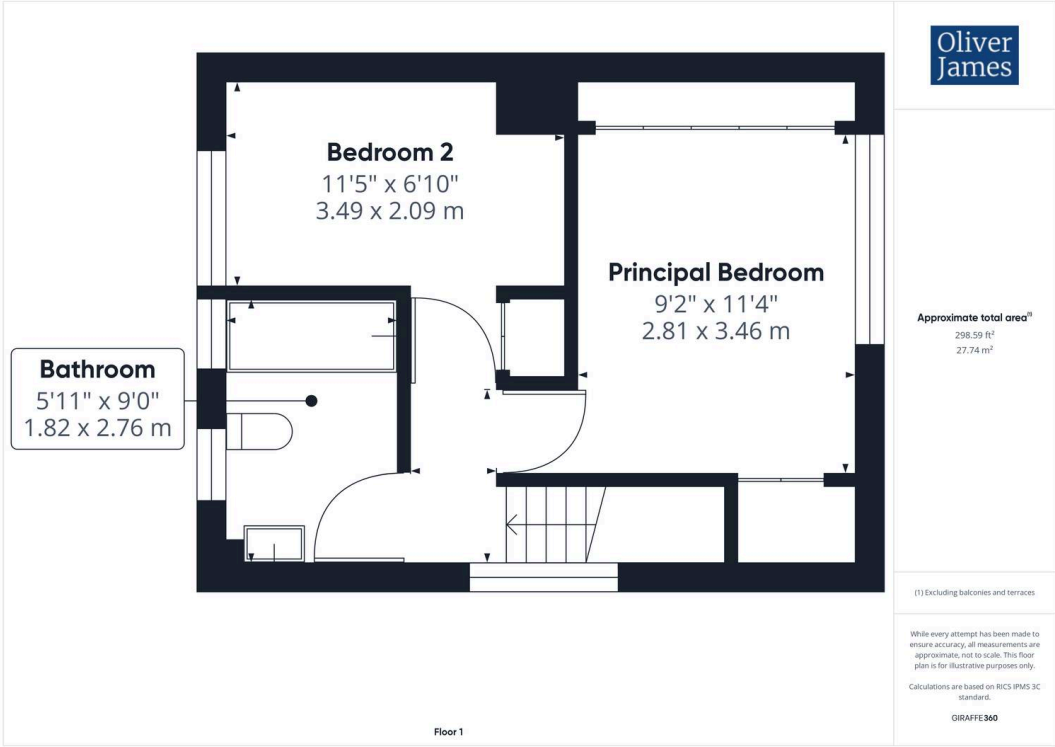 Oliver
James
Bedroom 2
11'5" x 6'10"
3.49 x 2.09 m
Principal Bedroom
9'2" x 11'4"
2.81 x 3.46 m
Bathroom
5'11" x 9'0"
1.82 x 2.76 m
Floor 1
Approximate total area⁽¹⁾
298.59 ft²
27.74 m²
(1) Excluding balconies and terraces
While every attempt has been made to
ensure accuracy, all measurements are
approximate, not to scale. This floor
plan is for illustrative purposes only.
Calculations are based on RICS IPMS 3C
standard.
GIRAFFE360